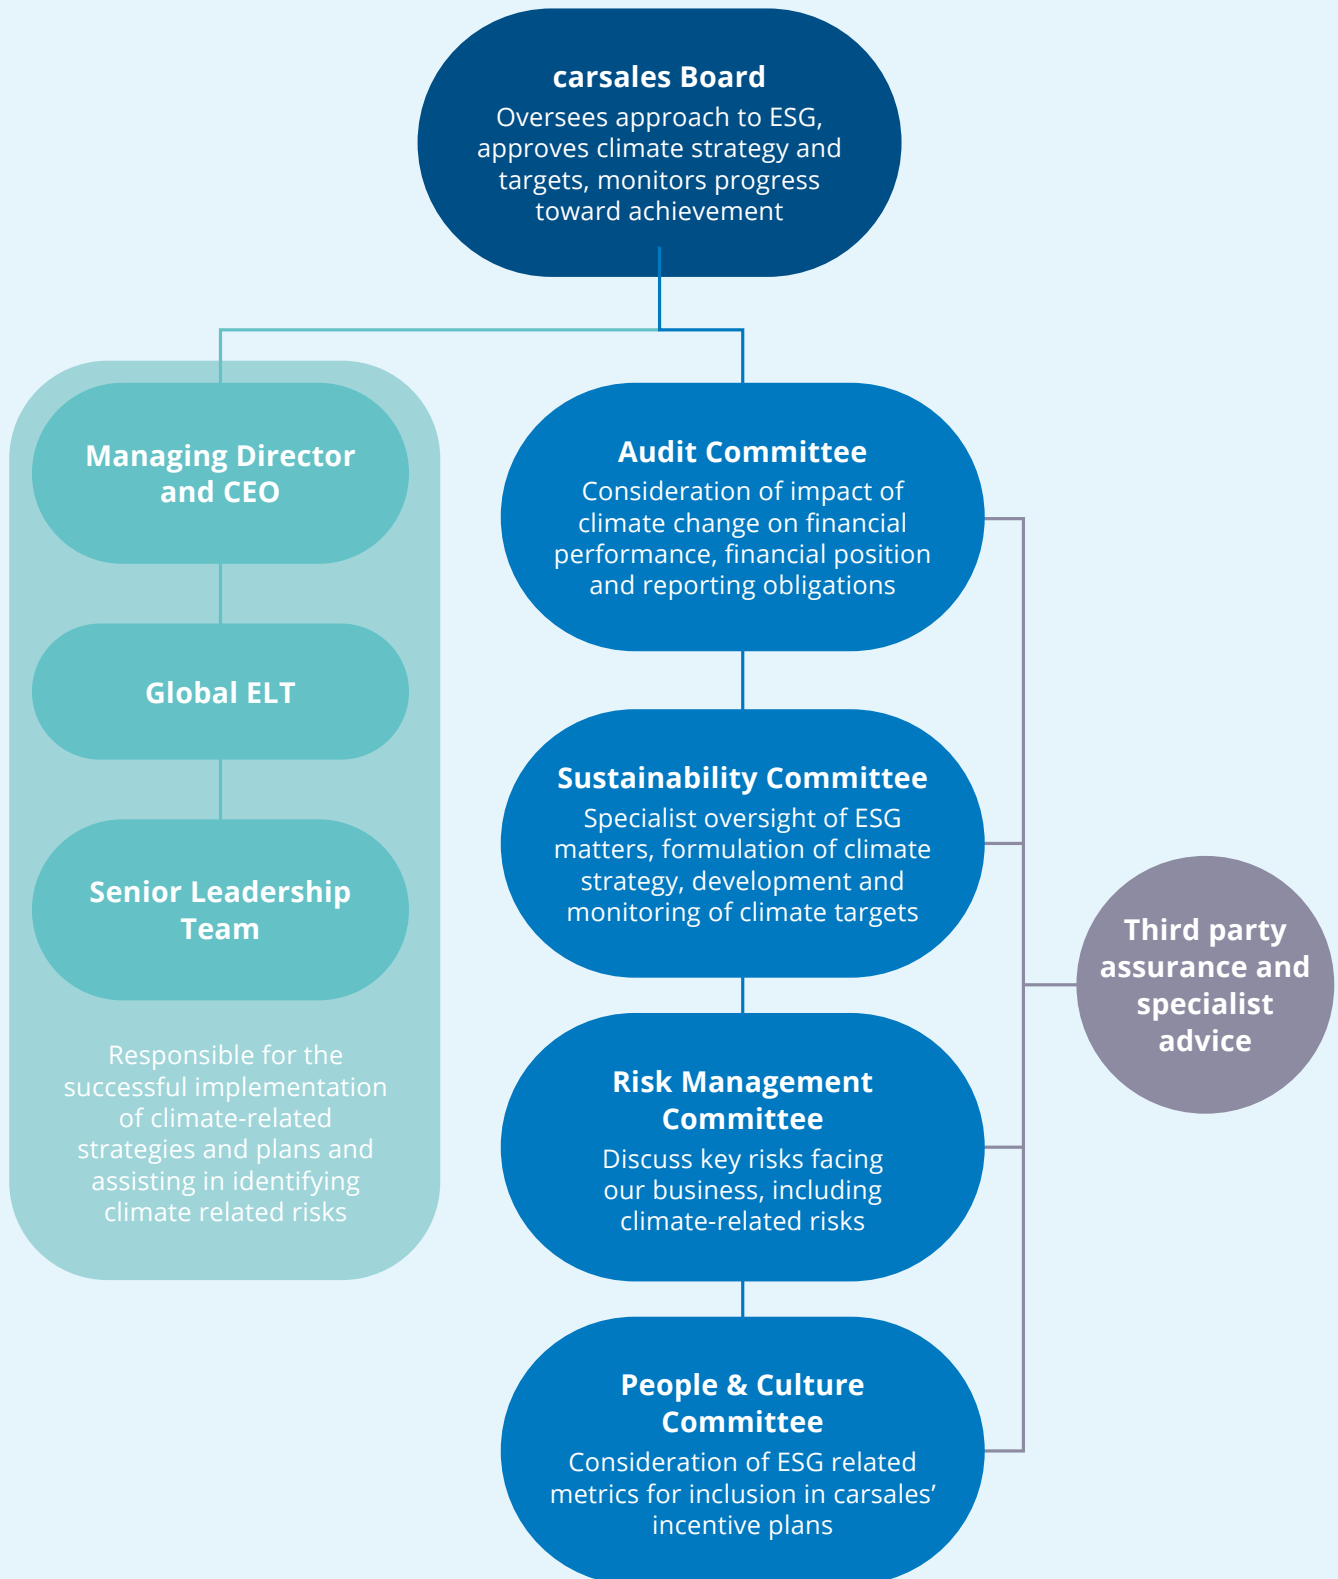 carsales Board
Oversees approach to ESG,
approves climate strategy and
targets, monitors progress
toward achievement
Managing Director
and CEO
Global ELT
Senior Leadership
Team
Responsible for the
successful implementation
of climate-related
strategies and plans and
assisting in identifying
climate related risks
Audit Committee
Consideration of impact of
climate change on financial
performance, financial position
and reporting obligations
Sustainability Committee
Specialist oversight of ESG
matters, formulation of climate
strategy, development and
monitoring of climate targets
Risk Management
Committee
Discuss key risks facing
our business, including
climate-related risks
People & Culture
Committee
Consideration of ESG related
metrics for inclusion in carsales’
incentive plans
Third party
assurance and
specialist
advice